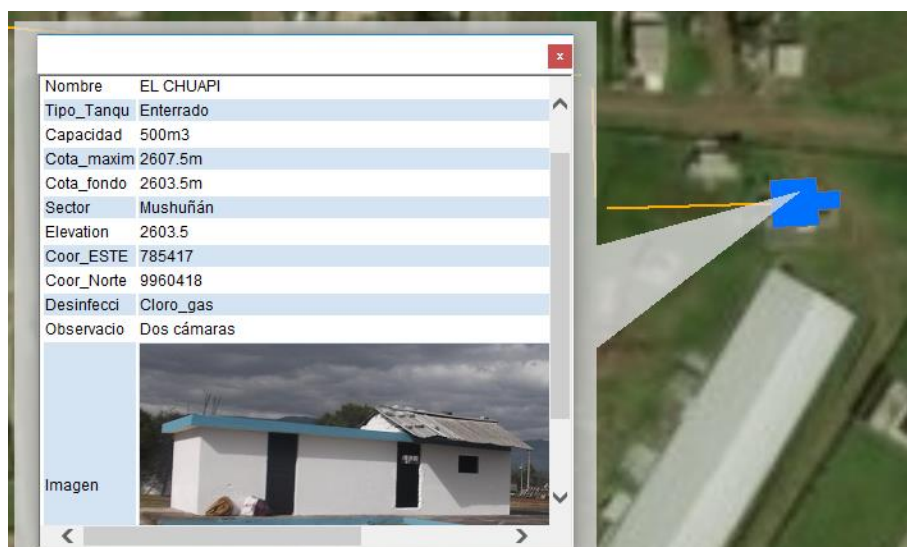 x
Nombre EL CHUAPI
Tipo_Tanqu Enterrado
Capacidad 500m3
Cota_maxim 2607.5m
Cota_fondo 2603.5m
Sector Mushuñán
Elevation 2603.5
Coor_ESTE 785417
Coor_Norte 9960418
Desinfecci Cloro_gas
Observacio Dos cámaras
Imagen